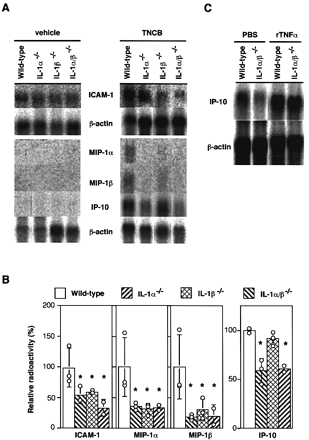 A
vehicle
TNCB
Wild-type
IL-1α -/-
IL-1β -/-
IL-1α/β -/-
Wild-type
IL-1α -/-
IL-1β -/-
IL-1α/β -/-
ICAM-1
β-actin
MIP-1α
MIP-1β
IP-10
β-actin
C
PBS
rTNFα
Wild-type
IL-1α/β -/-
Wild-type
IL-1α/β -/-
IP-10
β-actin
B
Wild-type
IL-1α -/-
IL-1β -/-
IL-1α/β -/-
Relative radioactivity (%)
200
150
100
50
0
100
50
0
* * *
* * *
* * *
* *
ICAM-1
MIP-1α
MIP-1β
IP-10